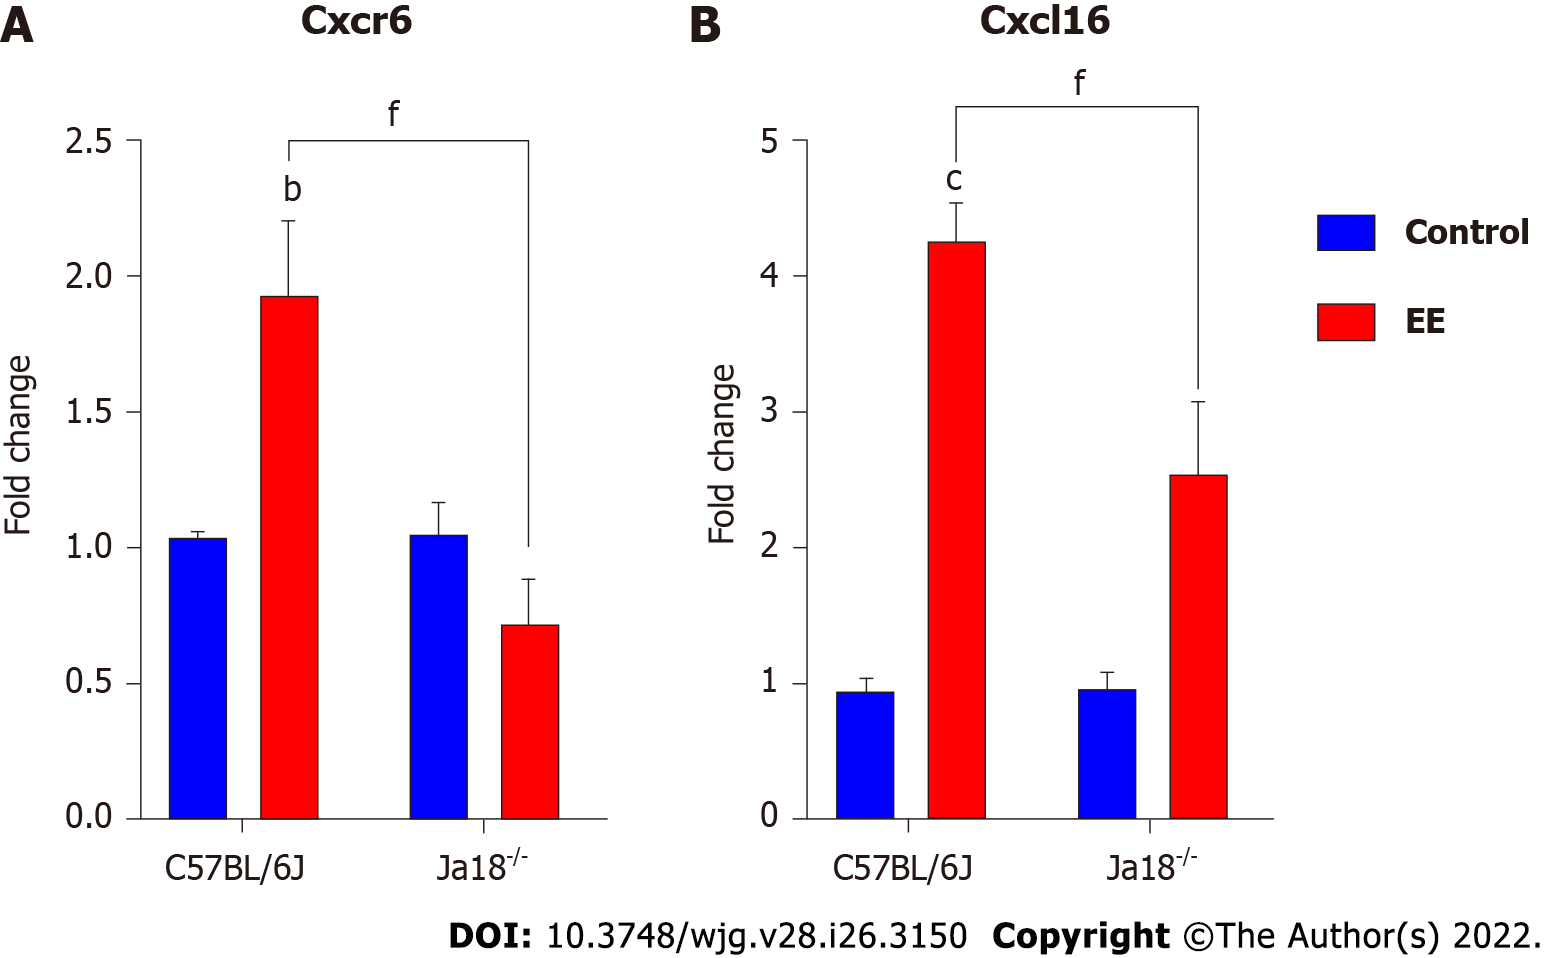 A
Cxcr6
f
b
2.5
2.0
1.5
1.0
0.5
0.0
Fold change
C57BL/6J
Ja18-/-
B
Cxcl16
f
c
5
4
3
2
1
0
Fold change
C57BL/6J
Ja18-/-
Control
EE
DOI: 10.3748/wjg.v28.i26.3150 Copyright ©The Author(s) 2022.